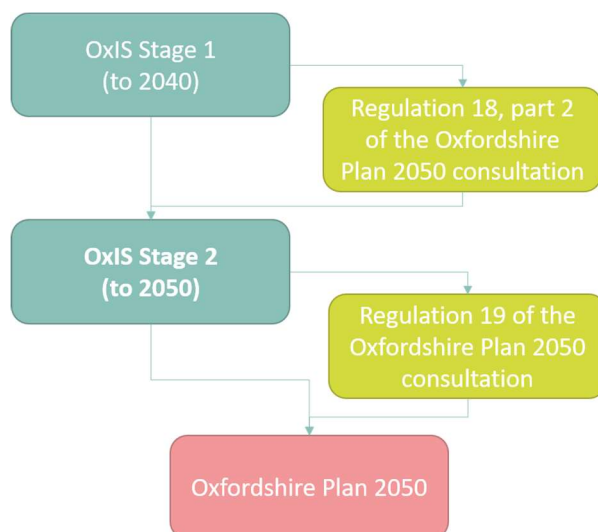 OxIS Stage 1
(to 2040)
Regulation 18, part 2
of the Oxfordshire
Plan 2050 consultation
OxIS Stage 2
(to 2050)
Regulation 19 of the
Oxfordshire Plan 2050
consultation
Oxfordshire Plan 2050